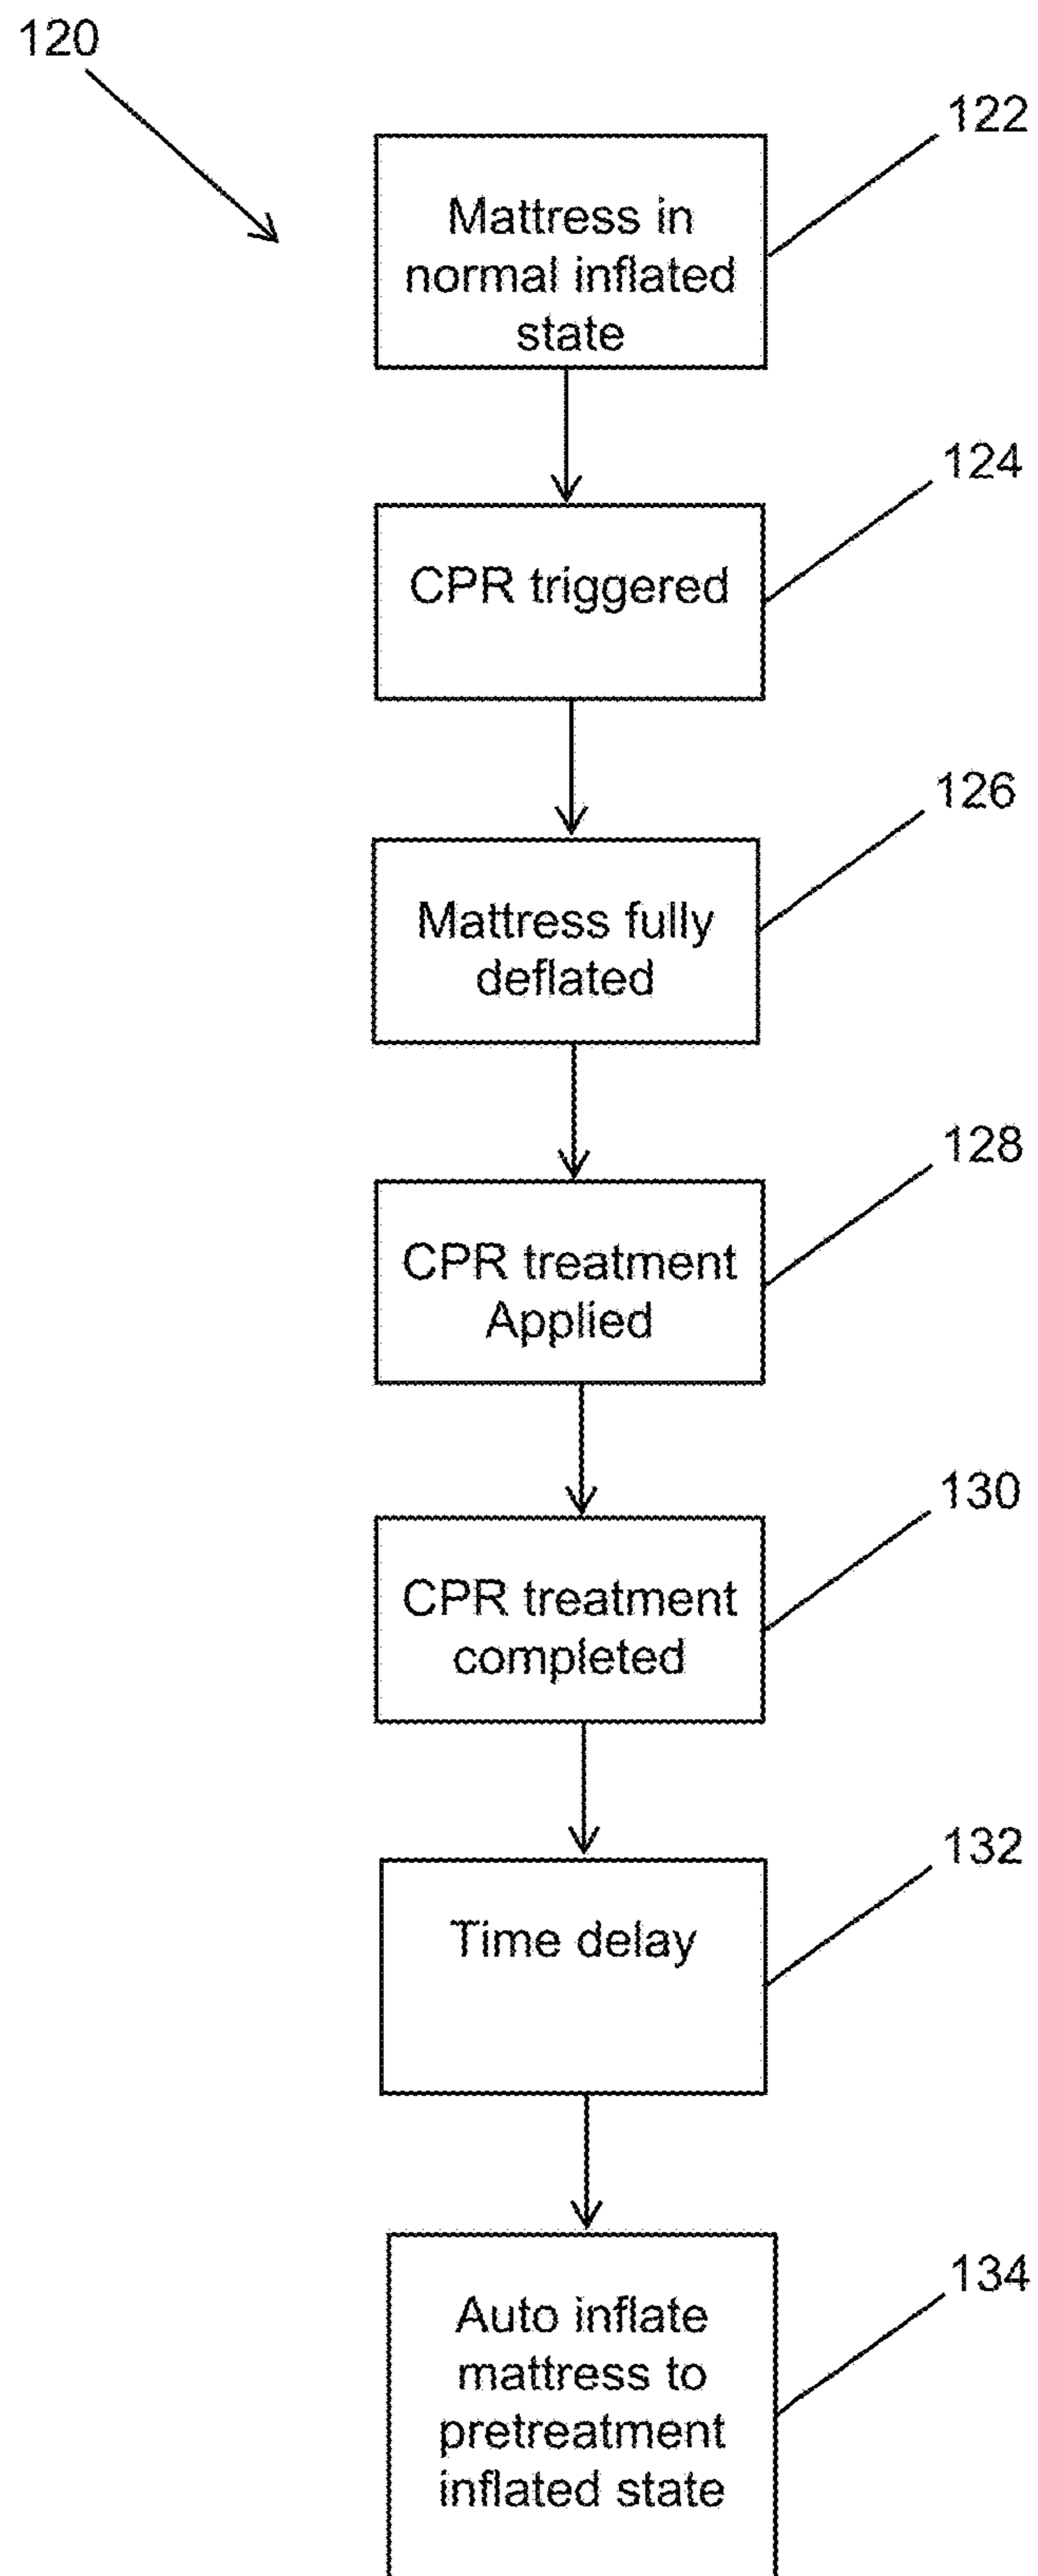 120
122
Mattress in
normal inflated
state
124
CPR triggered
126
Mattress fully
deflated
128
CPR treatment
Applied
130
CPR treatment
completed
132
Time delay
134
Auto inflate
mattress to
pretreatment
inflated state